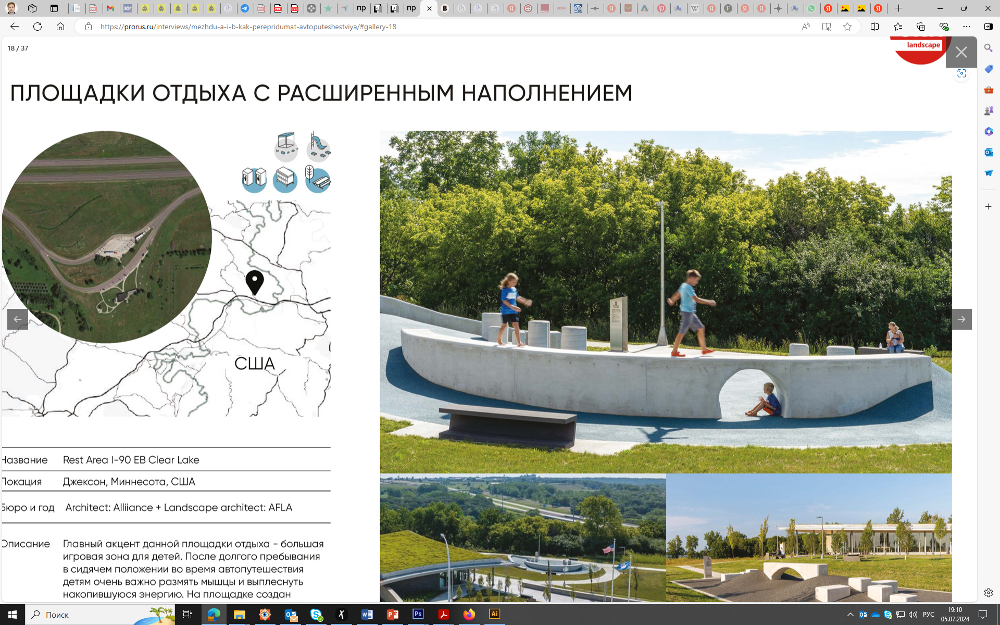 https://prorus.ru/interviews/mezhdu-a-i-b-kak-perepridumat-avtoputeshestviya/#gallery-18
18 / 37
landscape
ПЛОЩАДКИ ОТДЫХА С РАСШИРЕННЫМ НАПОЛНЕНИЕМ
США
Название Rest Area I-90 EB Clear Lake
Локация Джексон, Миннесота, США
Бюро и год Architect: Alliiance + Landscape architect: AFLA
Описание Главный акцент данной площадки отдыха - большая
игровая зона для детей. После долгого пребывания
в сидячем положении во время автопутешествия
детям очень важно размять мышцы и выплеснуть
накопившуюся энергию. На площадке создан
Поиск
РУС
19:10
05.07.2024